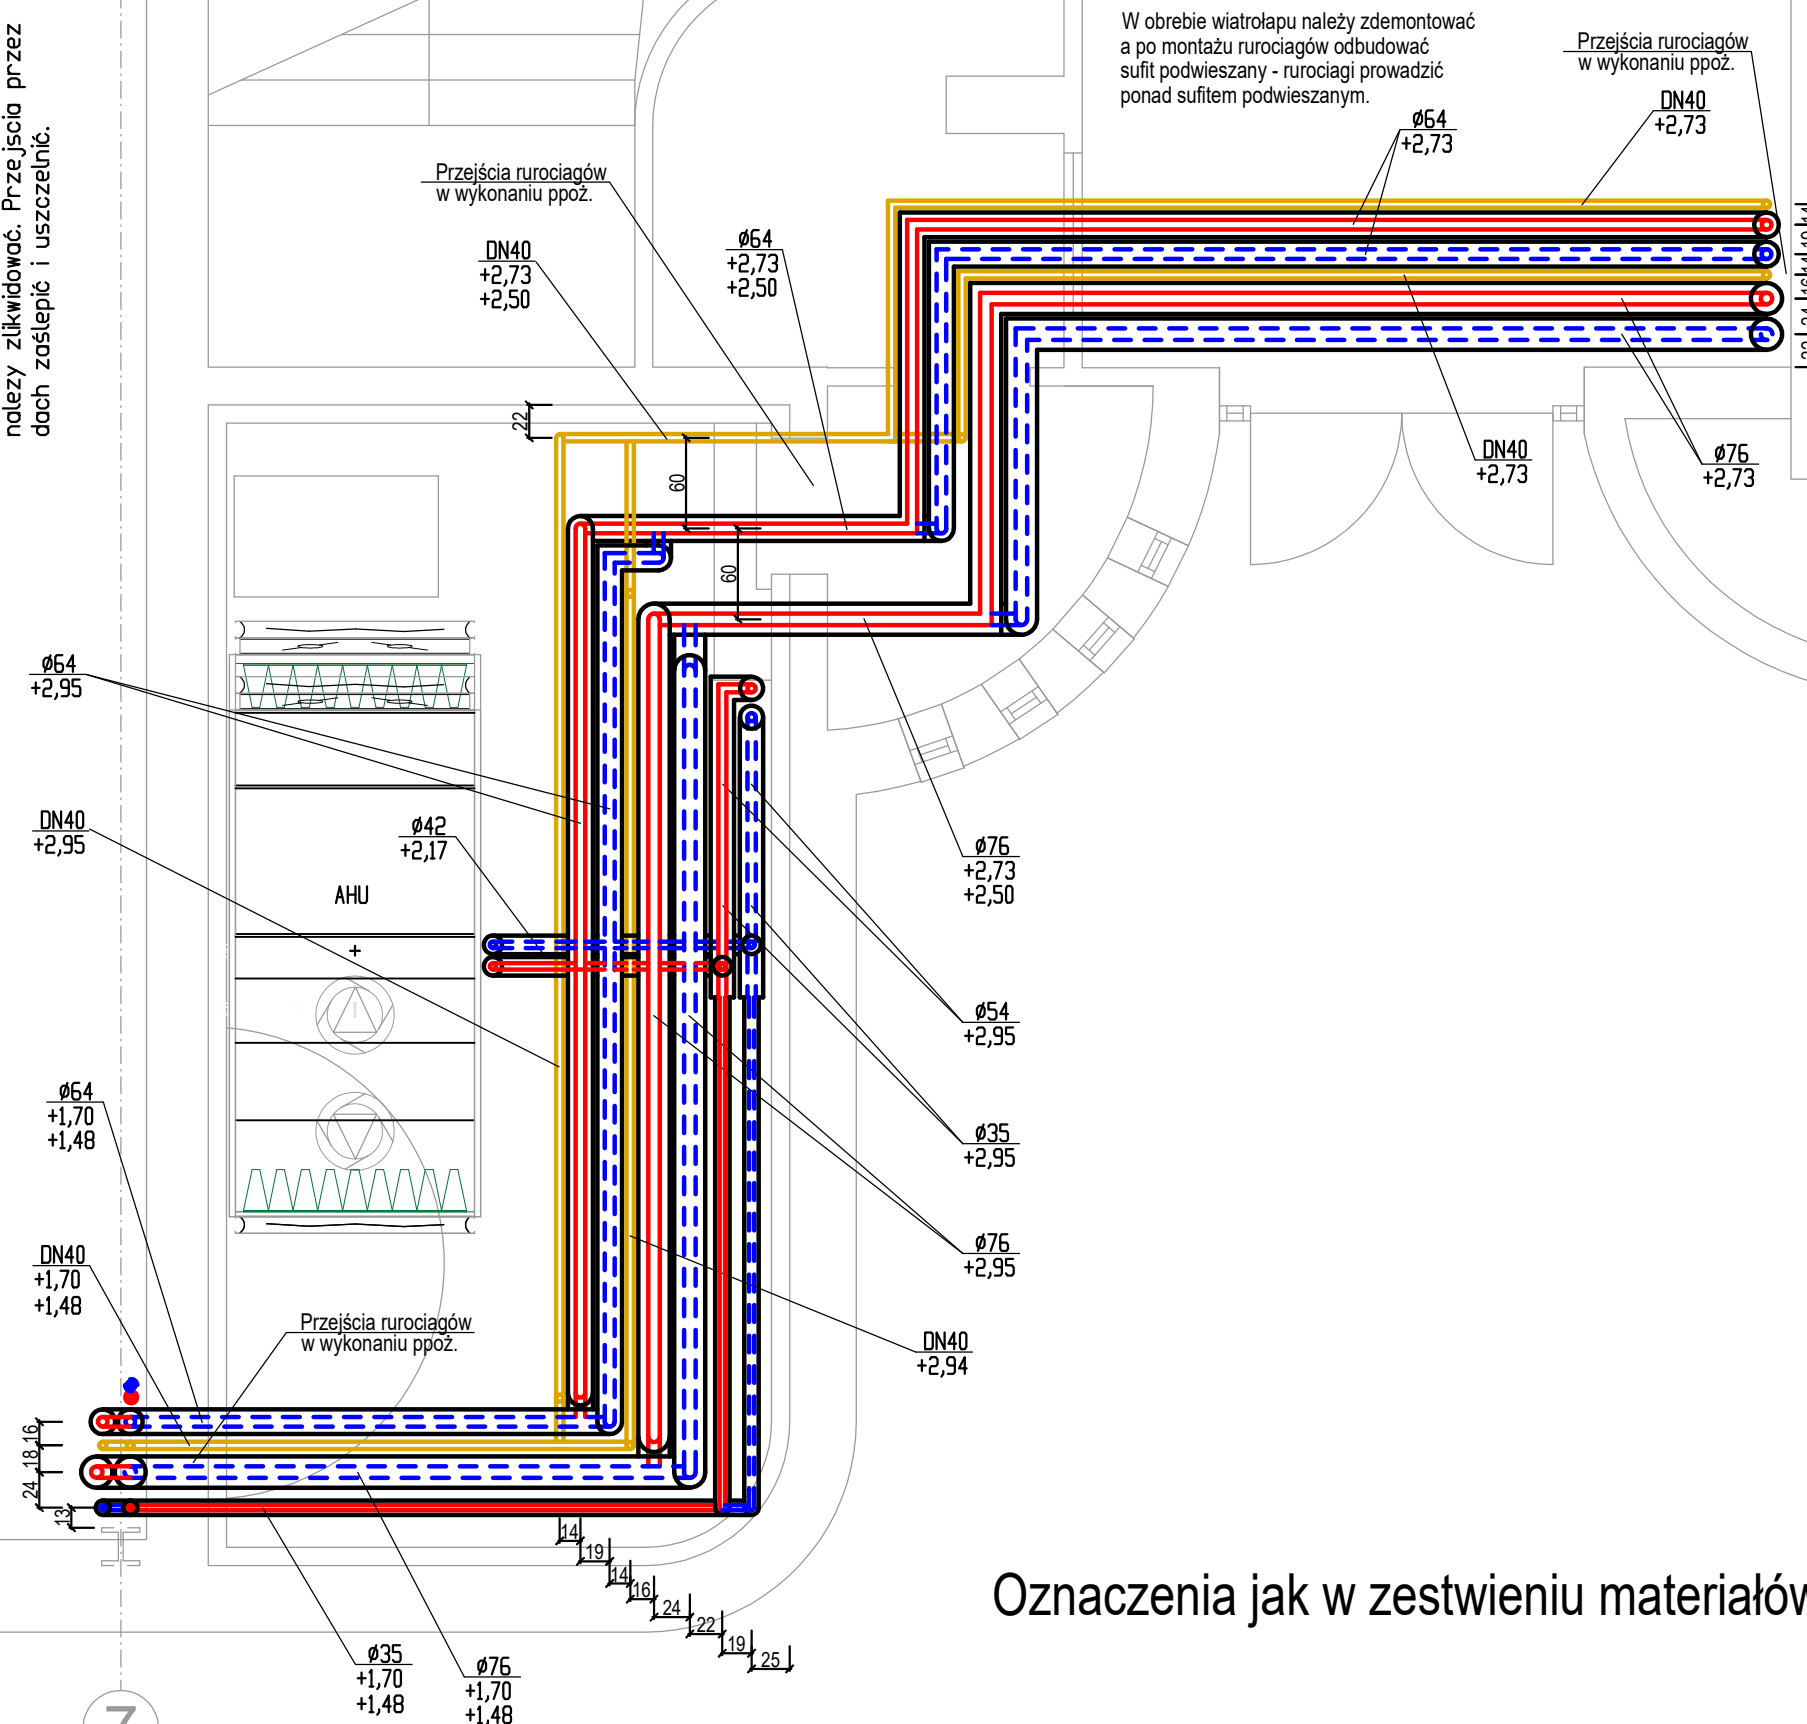 należy zlikwidować. Przejścia przez
dach zaślepić i uszczelnić.
W obrebie wiatrołapu należy zdemontować
a po montażu rurociągów odbudować
sufit podwieszany - rurociągi prowadzić
ponad sufitem podwieszanym.
Przejścia rurociągów
w wykonaniu ppoż.
DN40
+2,73
ø64
+2,73
Przejścia rurociągów
w wykonaniu ppoż.
DN40
+2,73
+2,50
ø64
+2,73
+2,50
22
60
60
DN40
+2,73
ø76
+2,73
ø64
+2,95
DN40
+2,95
ø42
+2,17
AHU
+
ø76
+2,73
+2,50
ø54
+2,95
ø35
+2,95
ø76
+2,95
DN40
+2,94
ø64
+1,70
+1,48
DN40
+1,70
+1,48
Przejścia rurociągów
w wykonaniu ppoż.
16
18
24
13
14
19
14
16
24
22
19
25
Oznaczenia jak w zestwieniu materiałów
ø35
+1,70
+1,48
ø76
+1,70
+1,48